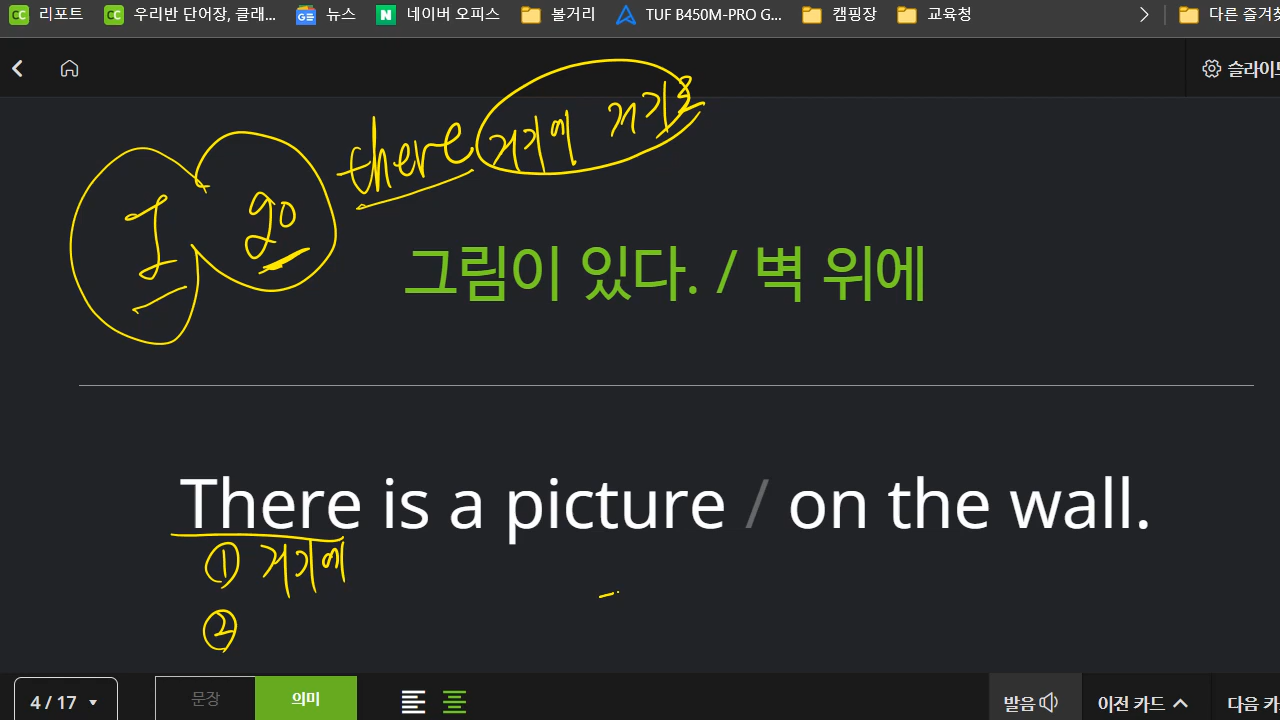 리포트 우리반 단어장, 클래... 뉴스 네이버 오피스 볼거리 TUF B450M-PRO G... 캠핑장 교육청 다른 즐겨찾
슬라이드
I go there 거기에 거기로
그림이 있다. / 벽 위에
There is a picture / on the wall.
① 거기에
②
4 / 17 문장 의미 발음 이전 카드 다음 카